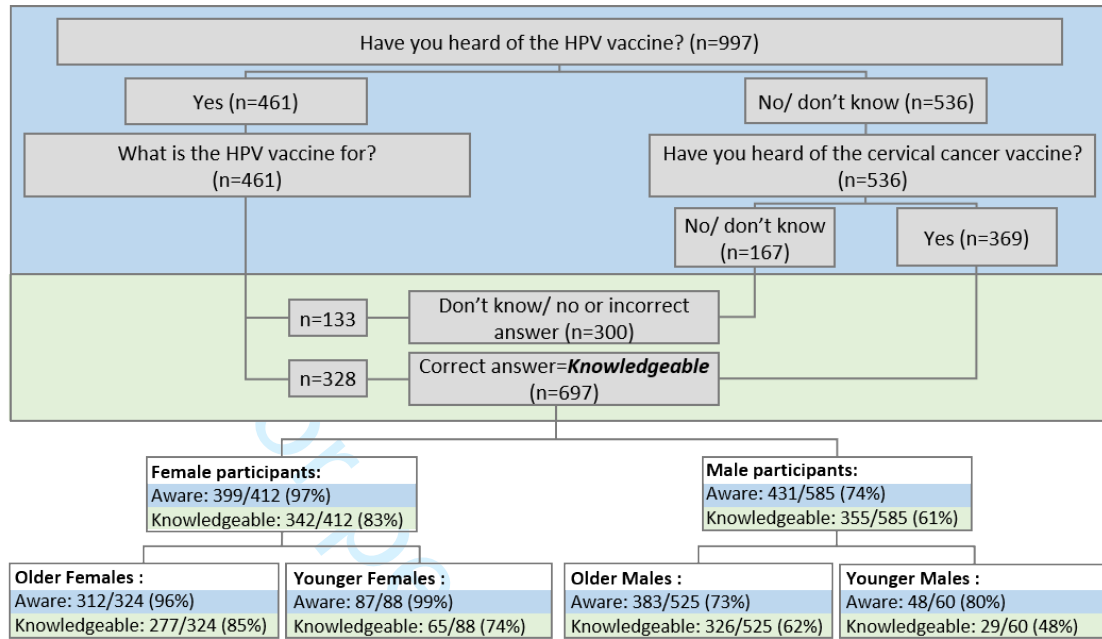 Have you heard of the HPV vaccine? (n=997)
Yes (n=461)
No/ don't know (n=536)
What is the HPV vaccine for?
(n=461)
Have you heard of the cervical cancer vaccine?
(n=536)
No/ don't know
(n=167)
Yes (n=369)
n=133
Don't know/ no or incorrect
answer (n=300)
n=328
Correct answer=Knowledgeable
(n=697)
Female participants:
Aware: 399/412 (97%)
Knowledgeable: 342/412 (83%)
Male participants:
Aware: 431/585 (74%)
Knowledgeable: 355/585 (61%)
Older Females :
Aware: 312/324 (96%)
Knowledgeable: 277/324 (85%)
Younger Females :
Aware: 87/88 (99%)
Knowledgeable: 65/88 (74%)
Older Males :
Aware: 383/525 (73%)
Knowledgeable: 326/525 (62%)
Younger Males :
Aware: 48/60 (80%)
Knowledgeable: 29/60 (48%)